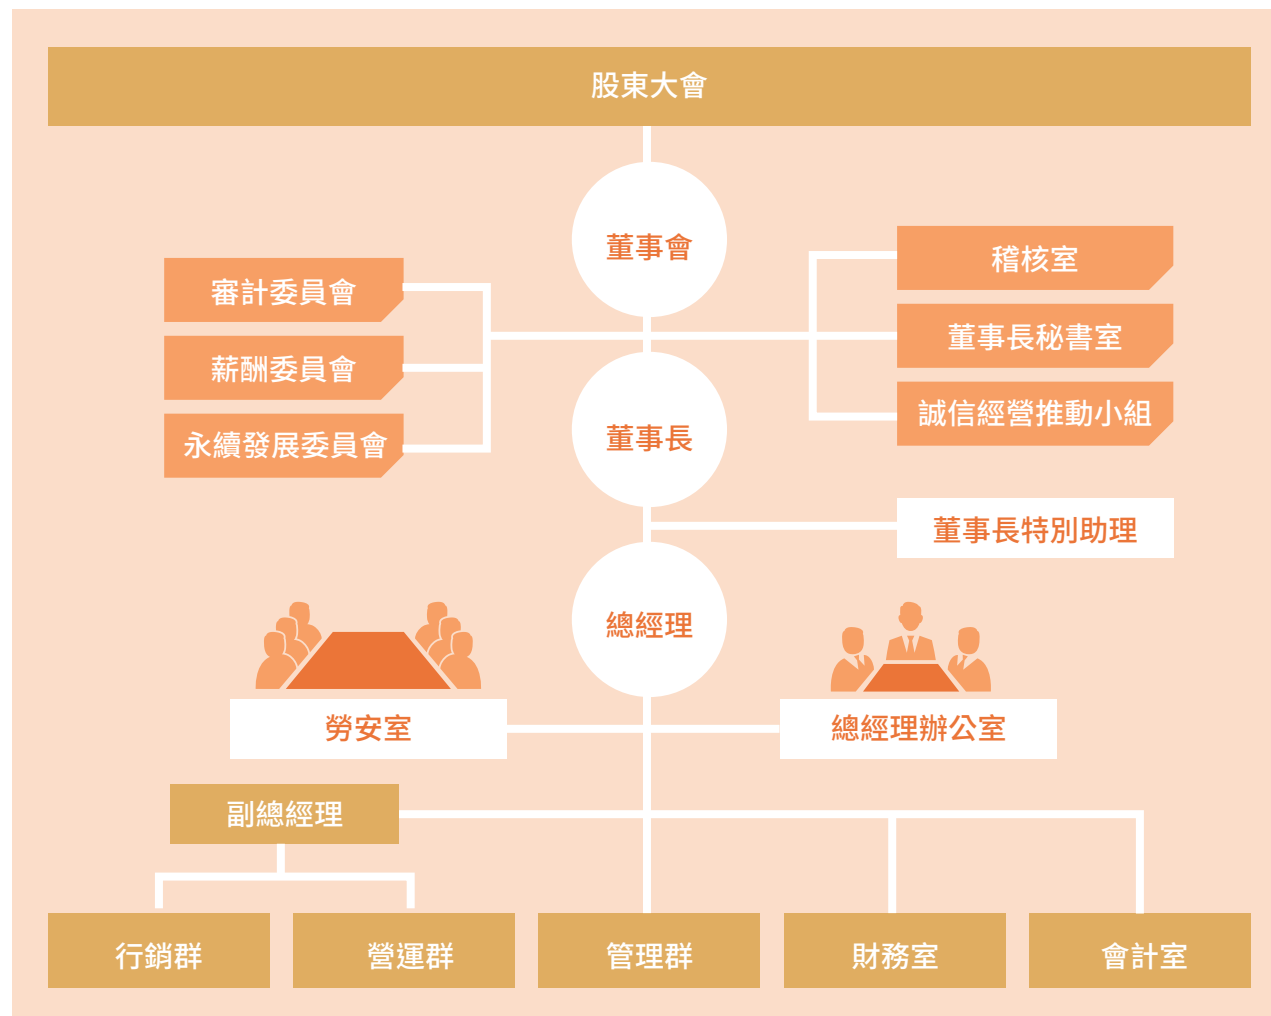 股東大會
董事會
審計委員會
薪酬委員會
永續發展委員會
稽核室
董事長秘書室
誠信經營推動小組
董事長
董事長特別助理
總經理
勞安室
總經理辦公室
副總經理
行銷群
營運群
管理群
財務室
會計室